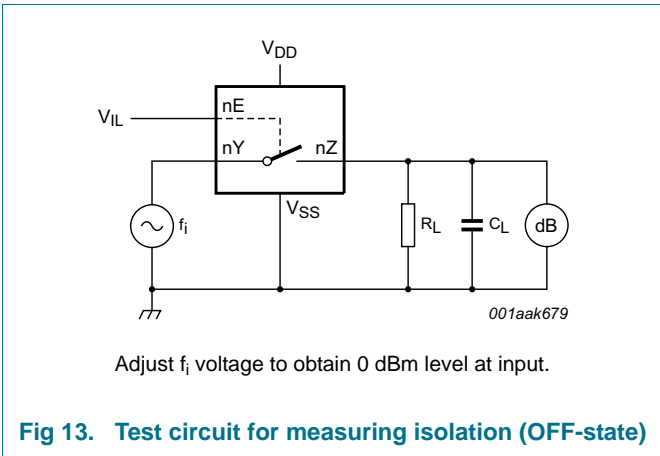 VDD
nE
VIL
nY
nZ
VSS
fi
RL
CL
dB
001aak679
Adjust fi voltage to obtain 0 dBm level at input.
Fig 13. Test circuit for measuring isolation (OFF-state)